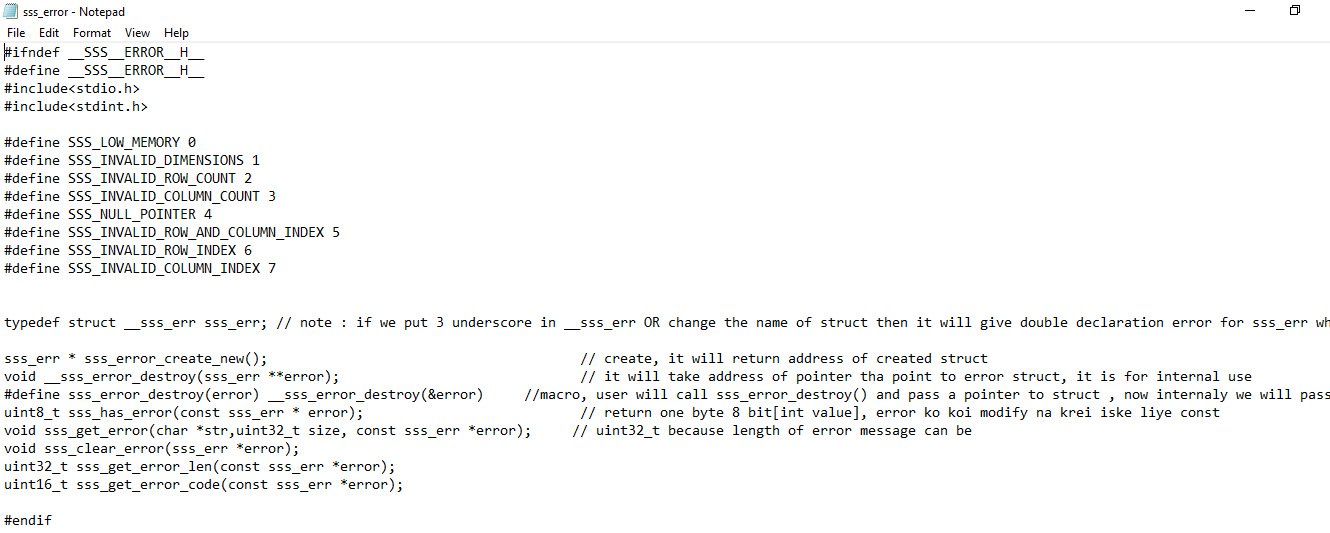 sss_error - Notepad
File Edit Format View Help
#ifndef __SSS__ERROR__H__
#define __SSS__ERROR__H__
#include<stdio.h>
#include<stdint.h>
#define SSS_LOW_MEMORY 0
#define SSS_INVALID_DIMENSIONS 1
#define SSS_INVALID_ROW_COUNT 2
#define SSS_INVALID_COLUMN_COUNT 3
#define SSS_NULL_POINTER 4
#define SSS_INVALID_ROW_AND_COLUMN_INDEX 5
#define SSS_INVALID_ROW_INDEX 6
#define SSS_INVALID_COLUMN_INDEX 7
typedef struct __sss_err sss_err; // note : if we put 3 underscore in __sss_err OR change the name of struct then it will give double declaration error for sss_err wh
sss_err * sss_error_create_new(); // create, it will return address of created struct
void __sss_error_destroy(sss_err **error); // it will take address of pointer tha point to error struct, it is for internal use
#define sss_error_destroy(error) __sss_error_destroy(&error) //macro, user will call sss_error_destroy() and pass a pointer to struct , now internaly we will pass
uint8_t sss_has_error(const sss_err * error); // return one byte 8 bit[int value], error ko koi modify na krei iske liye const
void sss_get_error(char *str,uint32_t size, const sss_err *error); // uint32_t because length of error message can be
void sss_clear_error(sss_err *error);
uint32_t sss_get_error_len(const sss_err *error);
uint16_t sss_get_error_code(const sss_err *error);
#endif